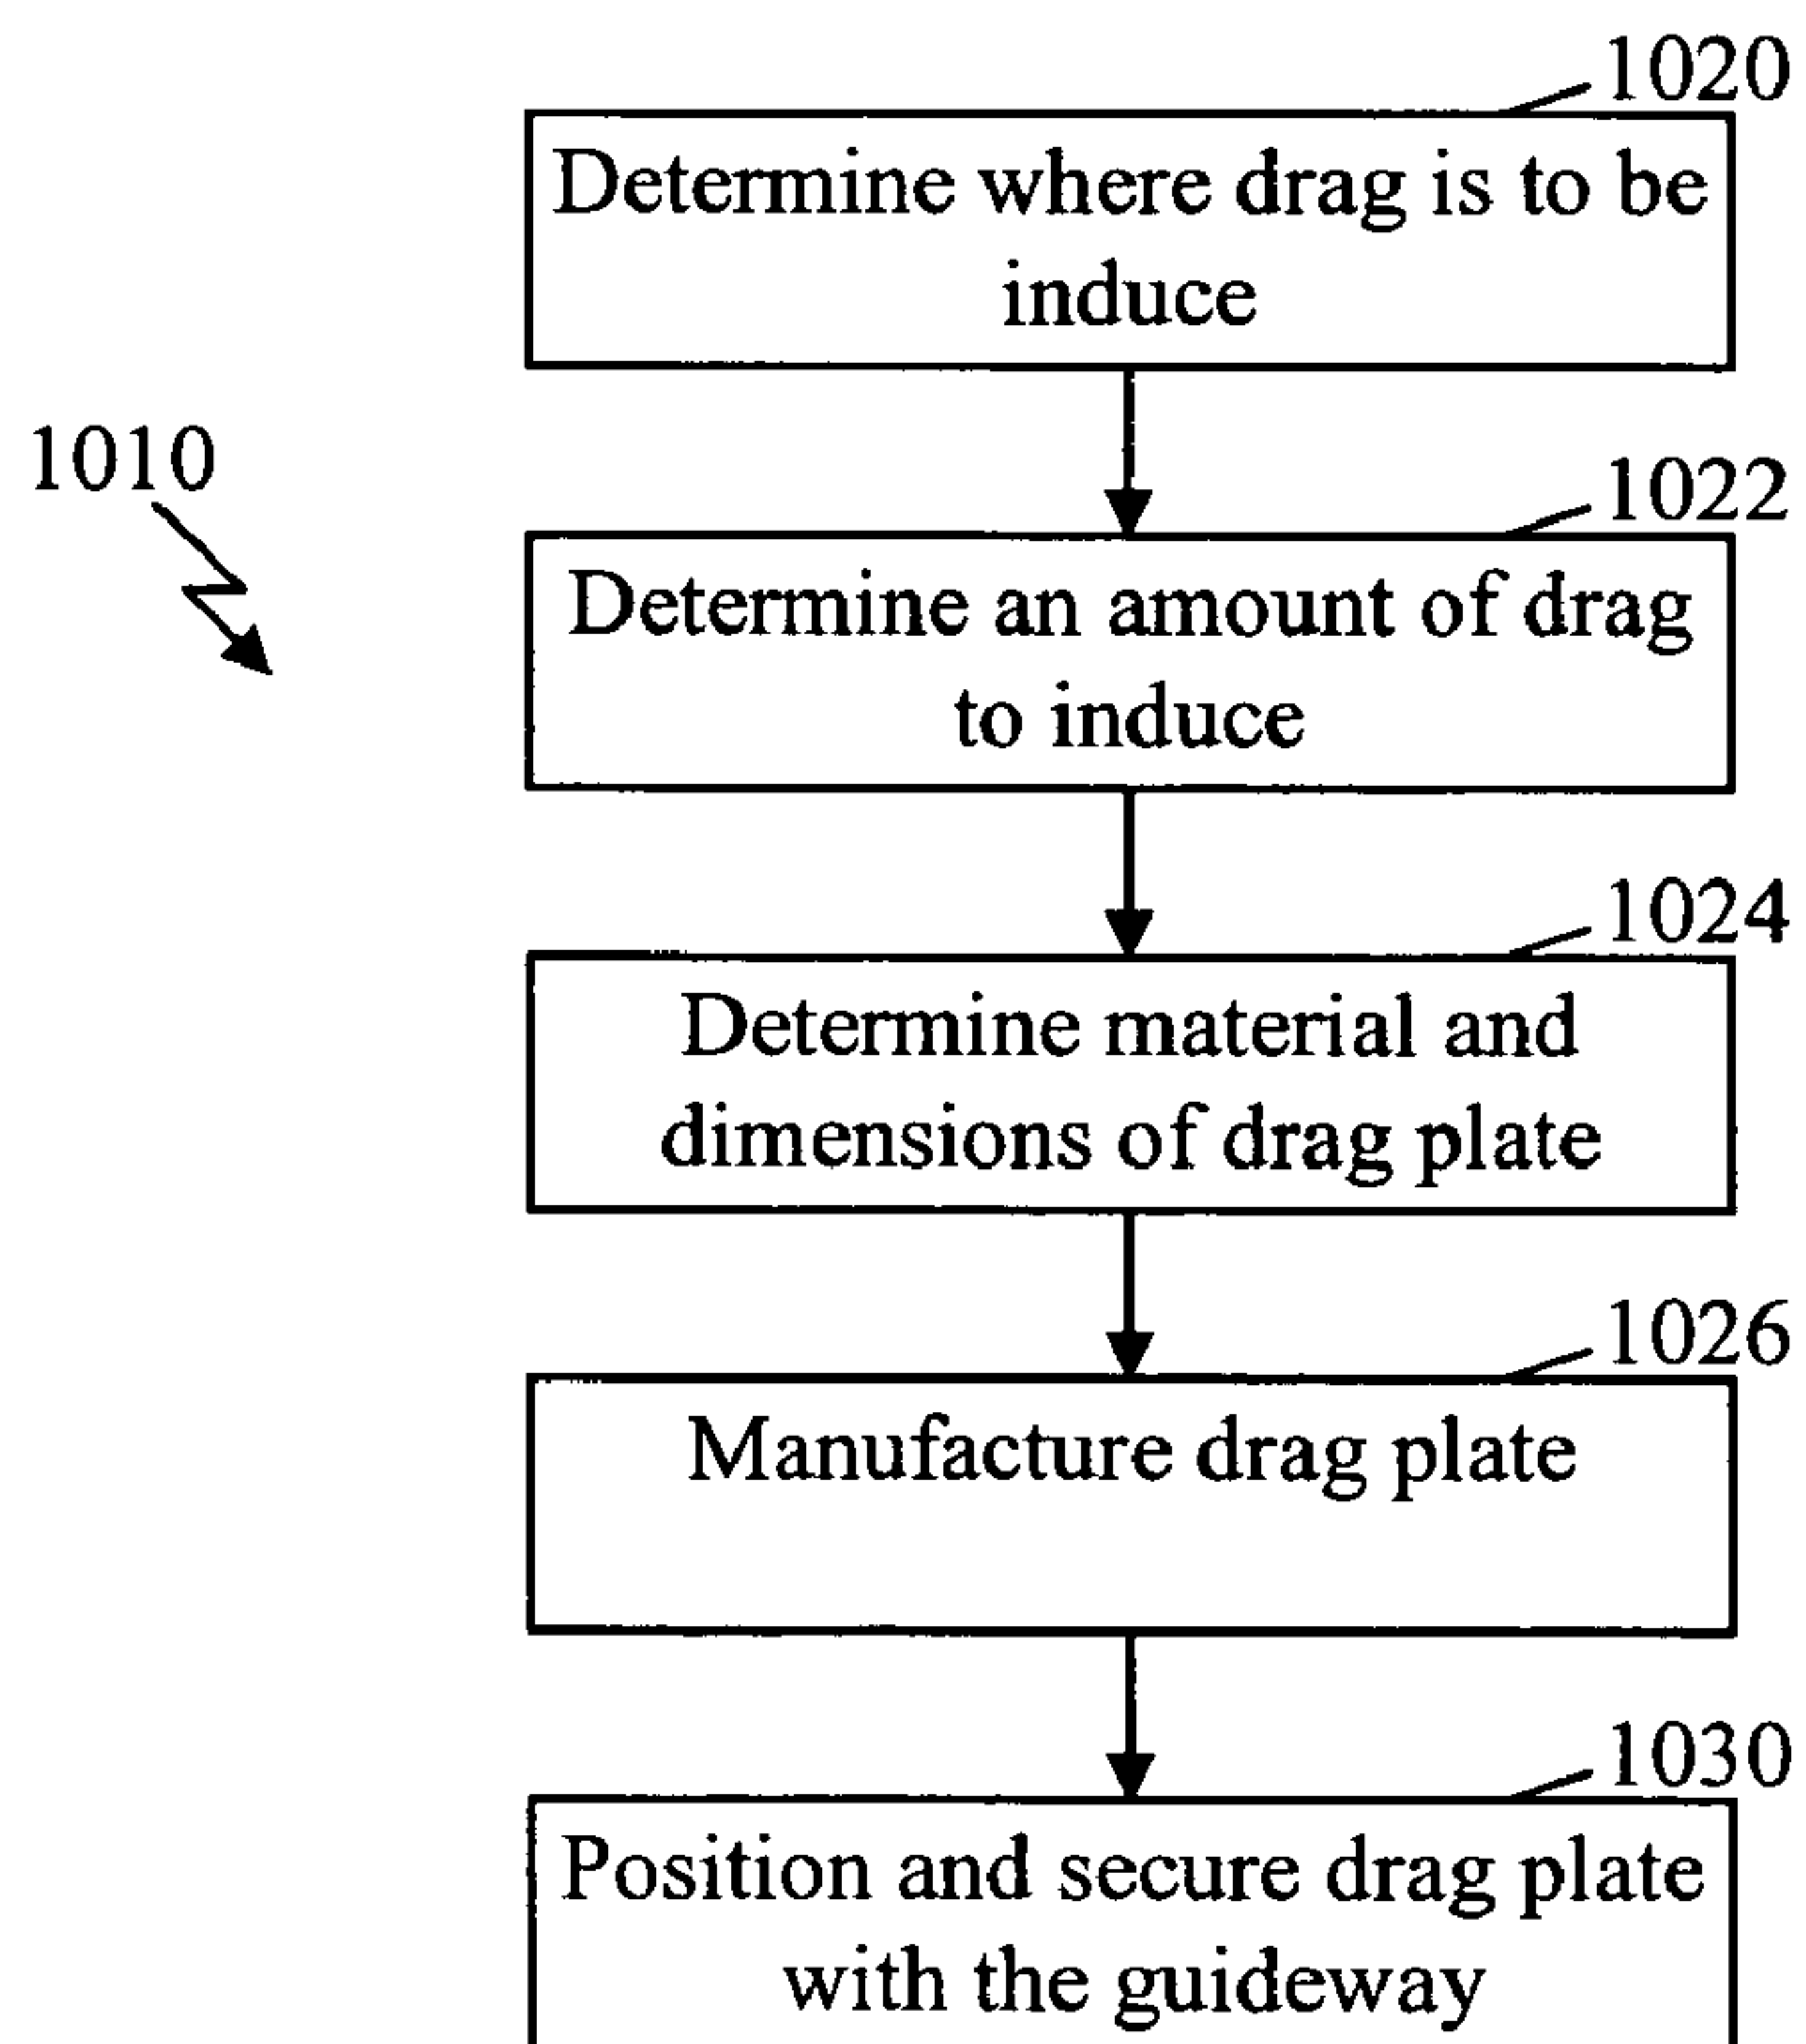 1020
Determine where drag is to be
induce
1010
1022
Determine an amount of drag
to induce
1024
Determine material and
dimensions of drag plate
1026
Manufacture drag plate
1030
Position and secure drag plate
with the guideway